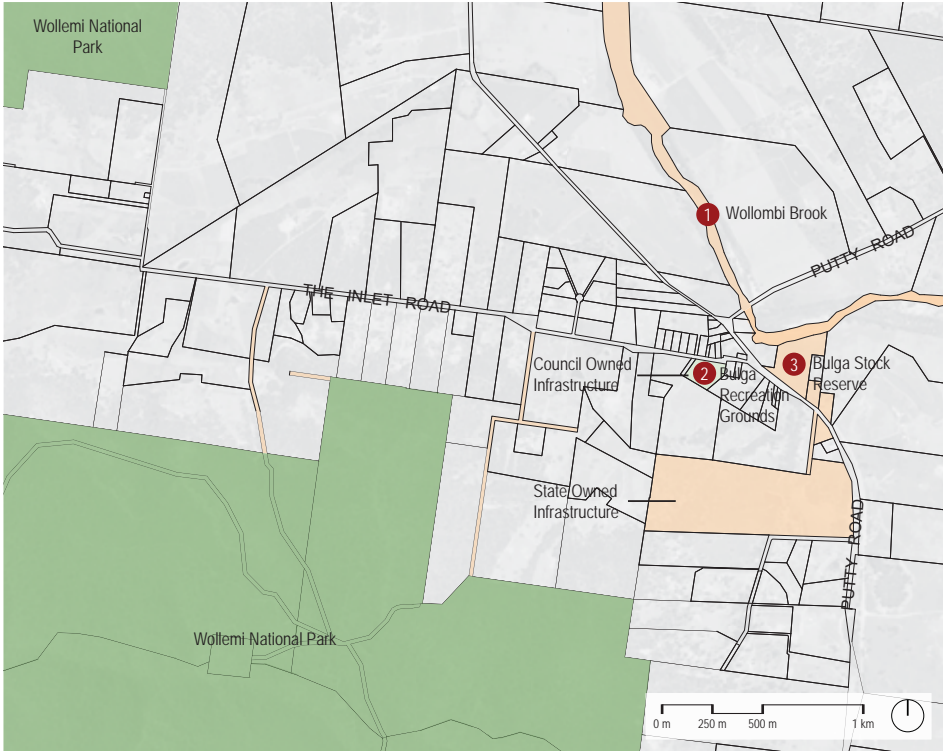 Wollemi National
Park
1
Wollombi Brook
PUTTY ROAD
THE INLET ROAD
Council Owned
Infrastructure
2
Bulga
Recreation
Grounds
3
Bulga Stock
Reserve
State Owned
Infrastructure
PUTTY ROAD
Wollemi National Park
0 m
250 m
500 m
1 km